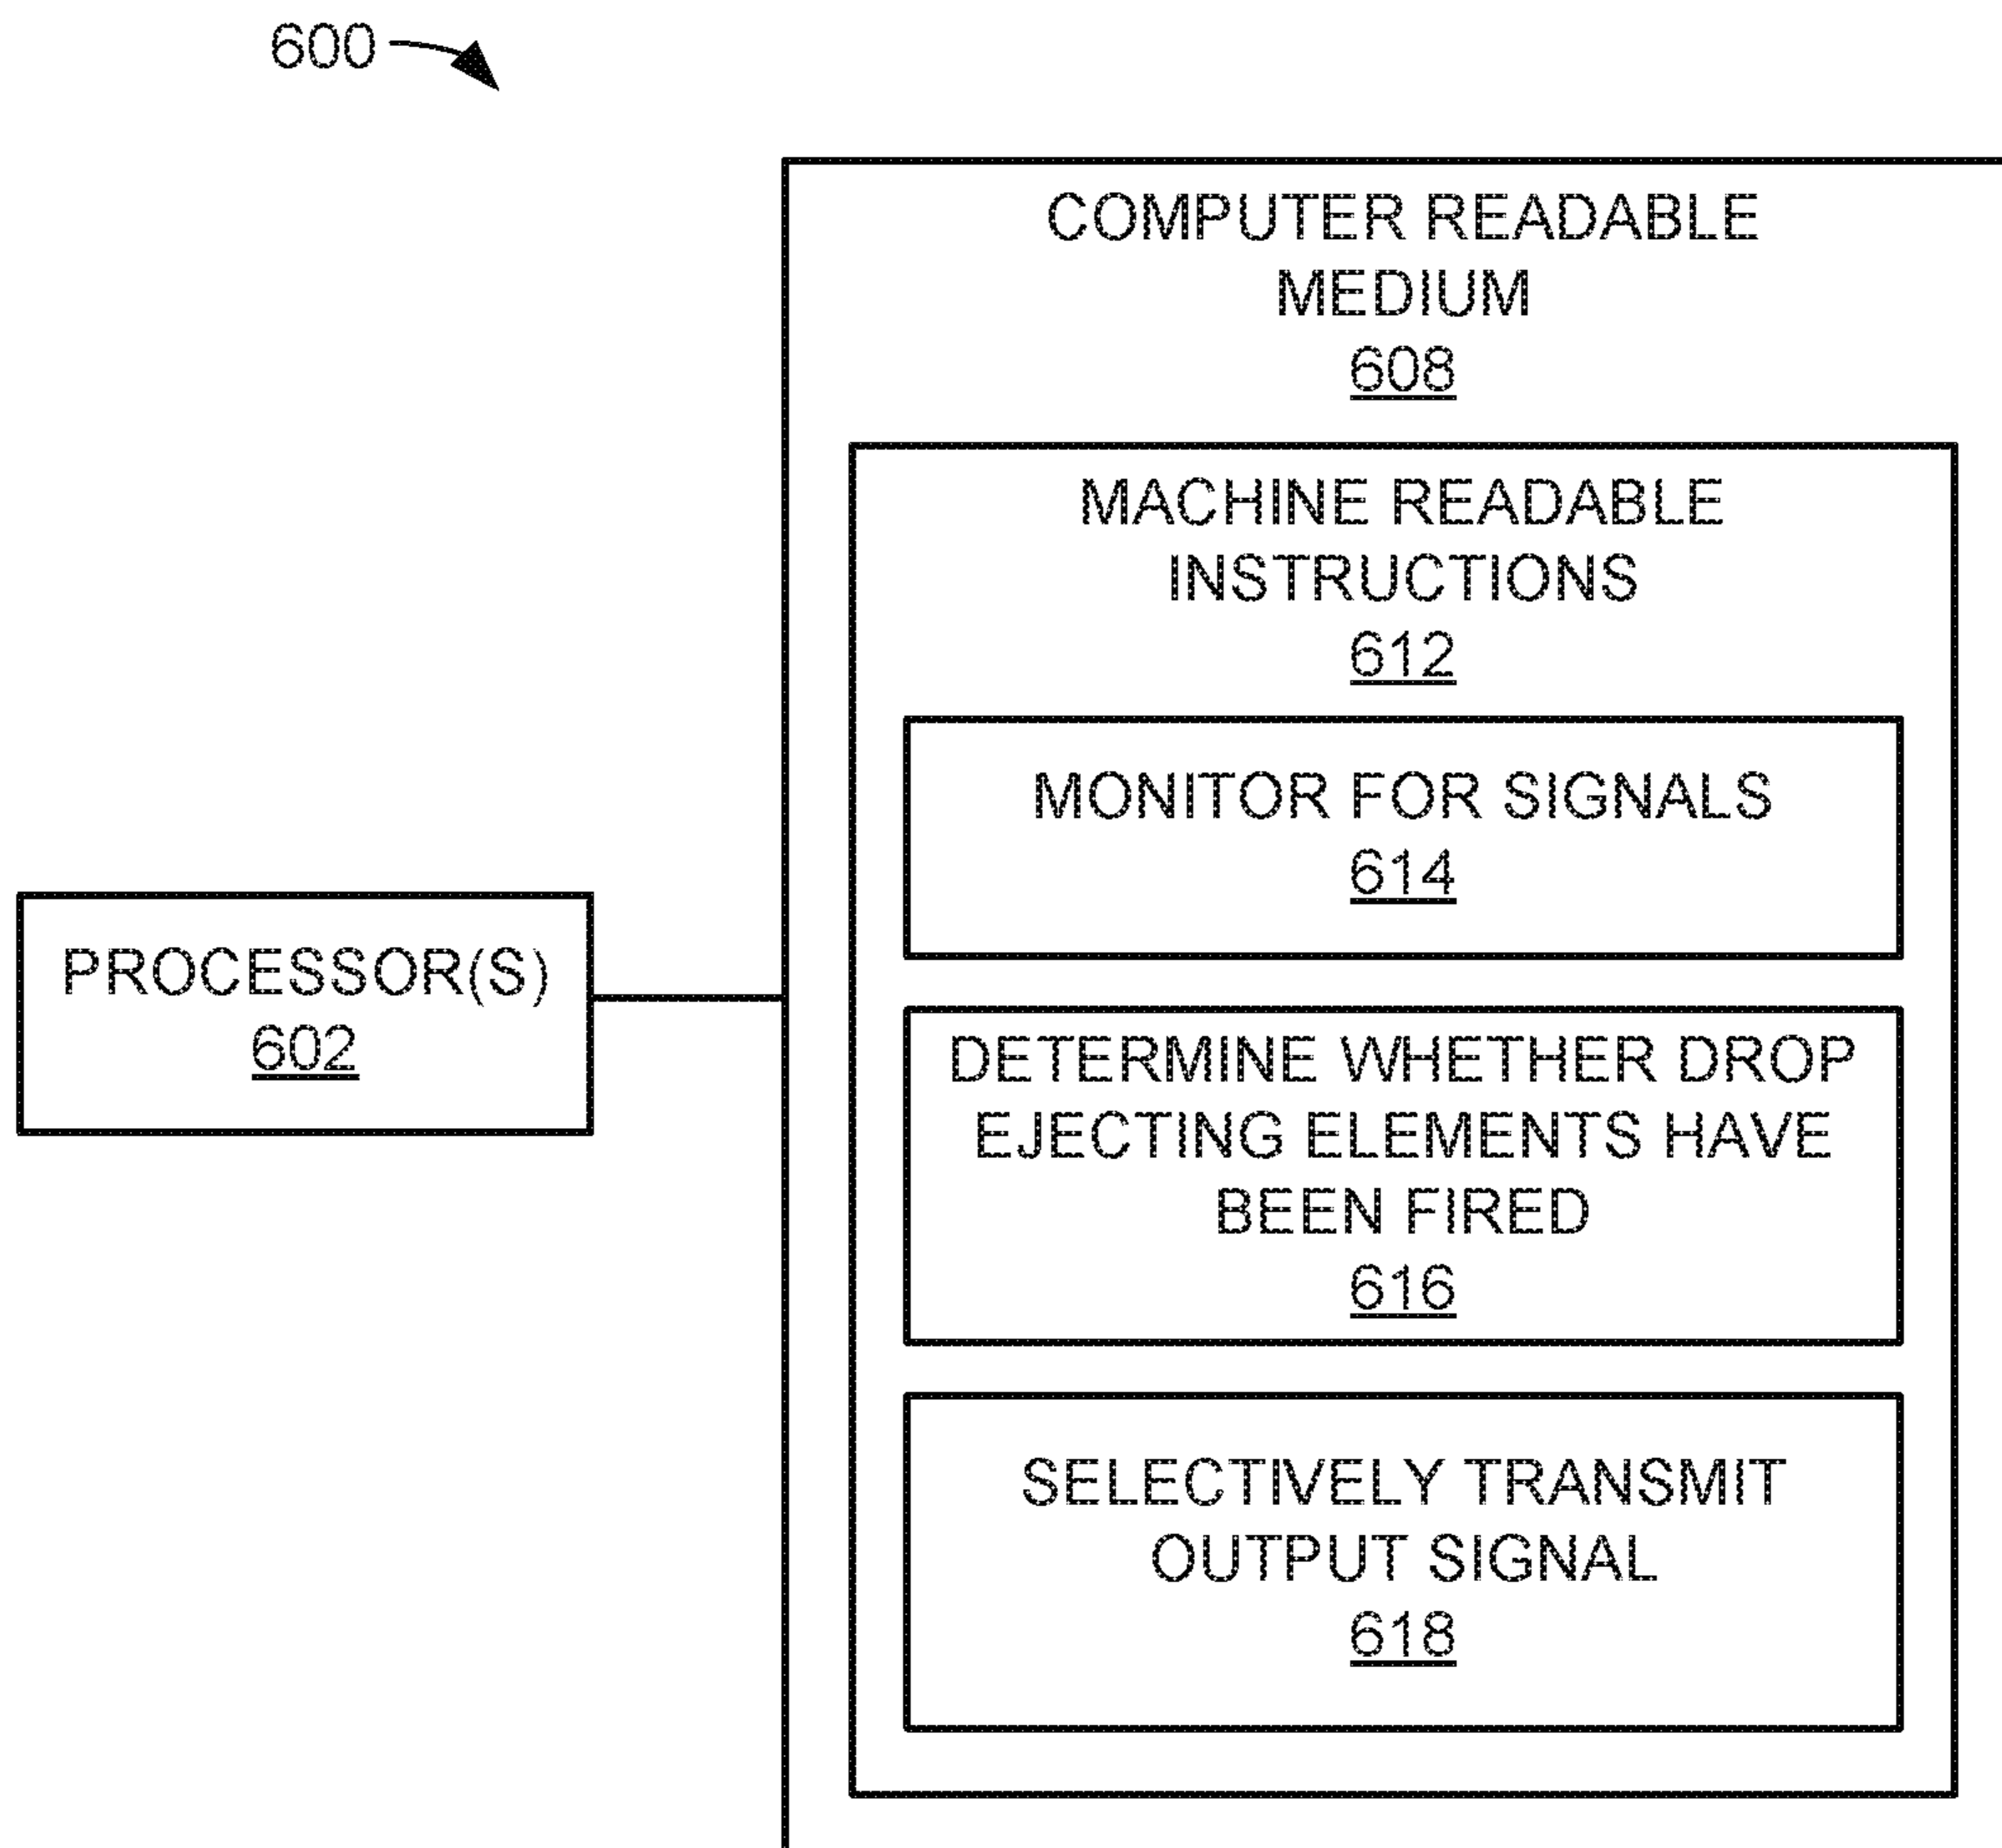 600
COMPUTER READABLE
MEDIUM
608
MACHINE READABLE
INSTRUCTIONS
612
MONITOR FOR SIGNALS
614
PROCESSOR(S)
602
DETERMINE WHETHER DROP
EJECTING ELEMENTS HAVE
BEEN FIRED
616
SELECTIVELY TRANSMIT
OUTPUT SIGNAL
618